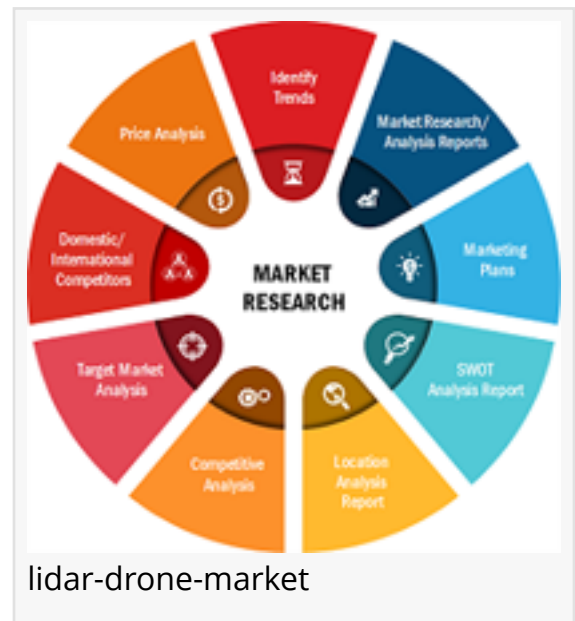 Identify
Trends
Market Research/
Analysis Reports
Marketing
Plans
SWOT
Analysis Report
Location
Analysis
Report
Competitive
Analysis
Target Market
Analysis
Domestic/
International
Competitors
Price Analysis
MARKET
RESEARCH
lidar-drone-market